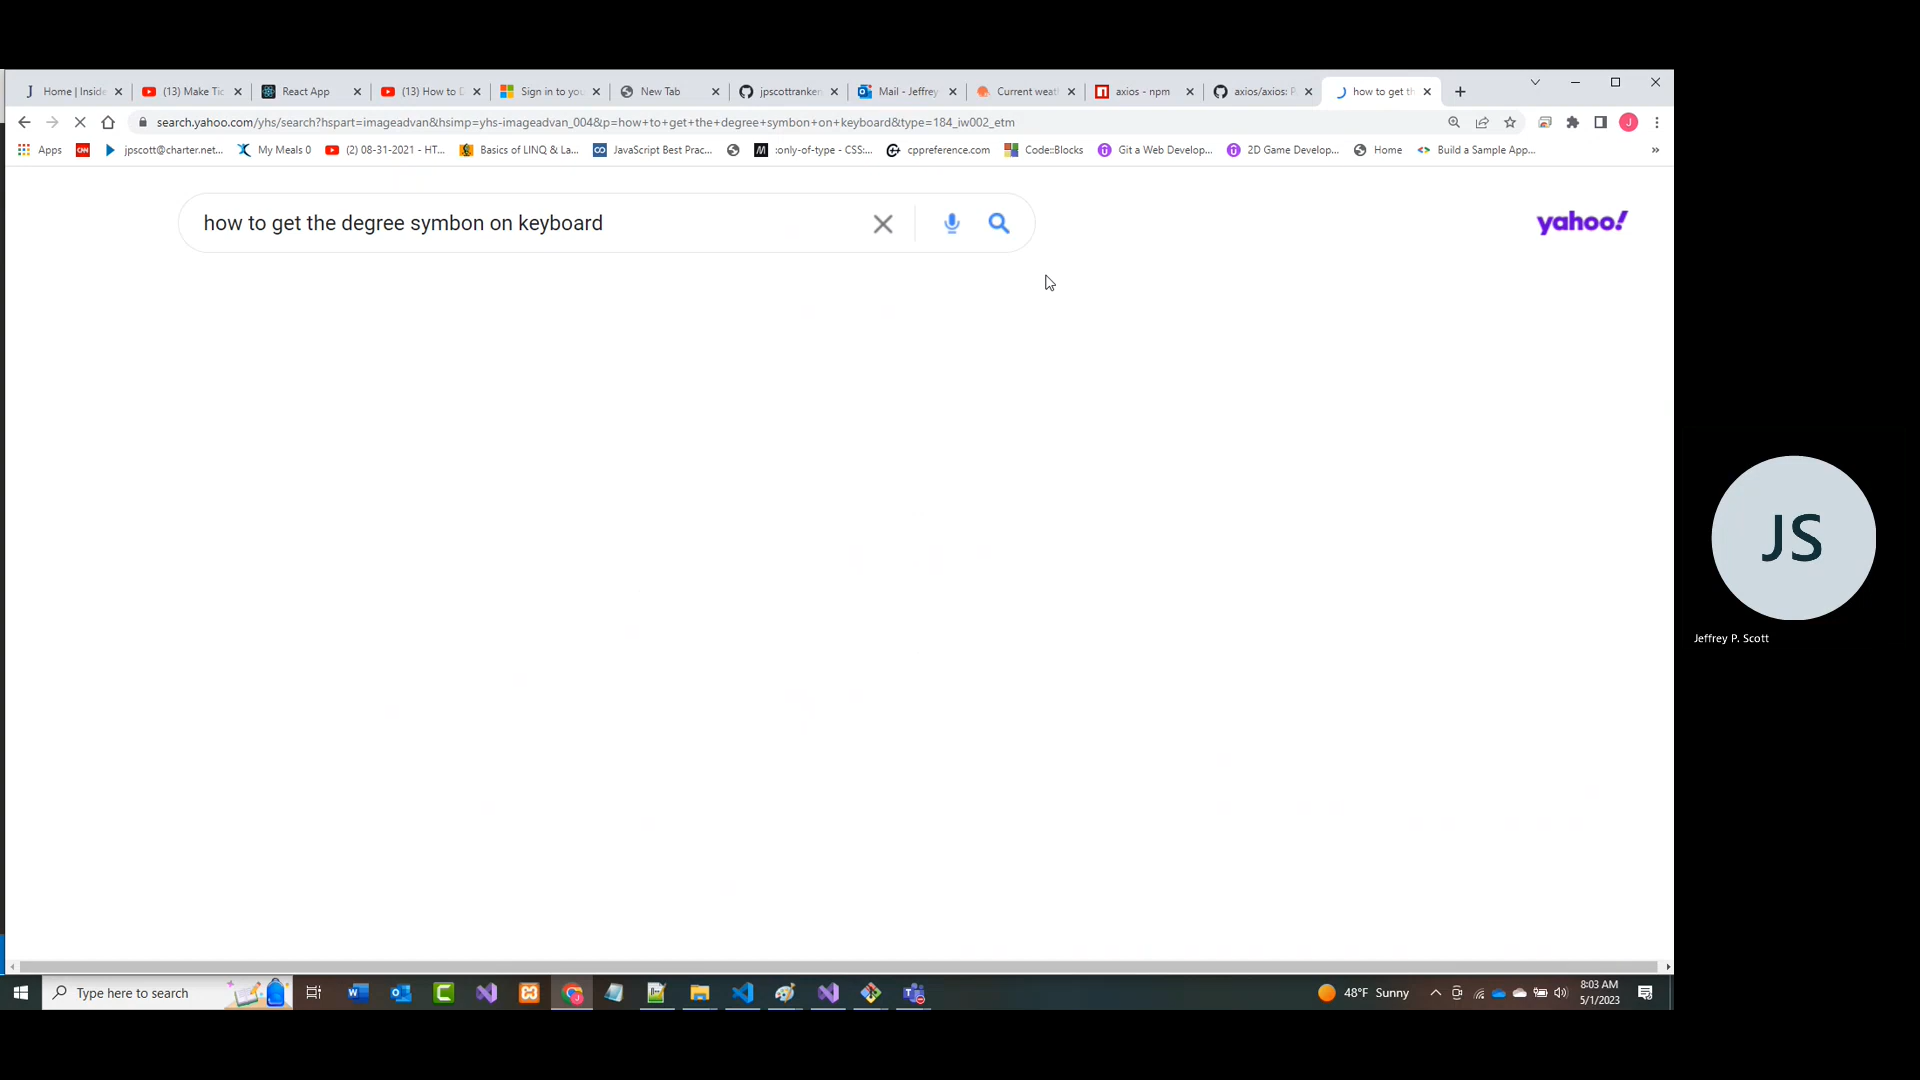 Home | Inside
(13) Make Tic
React App
(13) How to D
Sign in to you
New Tab
jpscottranken
Mail - Jeffrey
Current weat
axios - npm
axios/axios: P
how to get th
search.yahoo.com/yhs/search?hspart=imageadvan&hsimp=yhs-imageadvan_004&p=how+to+get+the+degree+symbon+on+keyboard&type=184_iw002_etm
J
Apps
CNN
jpscott@charter.net...
My Meals 0
(2) 08-31-2021 - HT...
Basics of LINQ & La...
JavaScript Best Prac...
:only-of-type - CSS:...
cppreference.com
Code::Blocks
Git a Web Develop...
2D Game Develop...
Home
Build a Sample App...
»
how to get the degree symbon on keyboard
yahoo!
JS
Jeffrey P. Scott
Type here to search
48°F Sunny
8:03 AM
5/1/2023